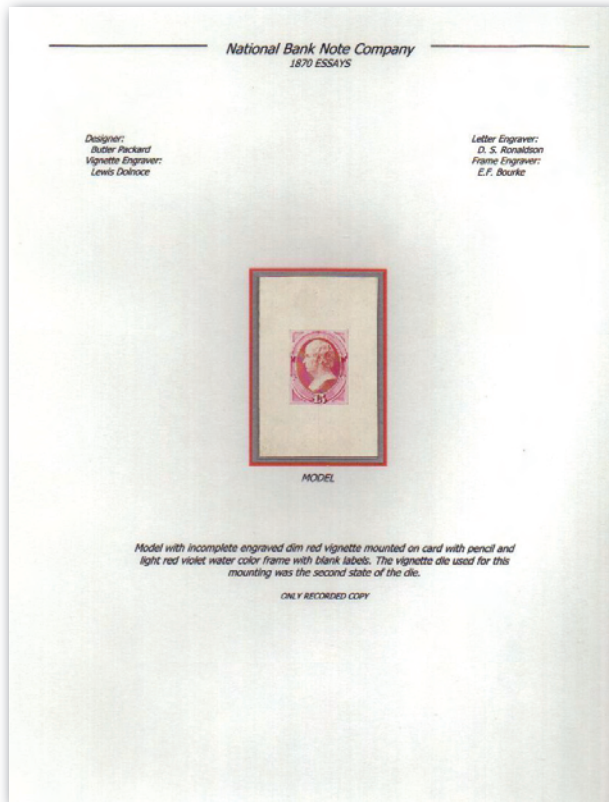 National Bank Note Company
1870 ESSAYS
Designer:
Butler Packard
Vignette Engraver:
Lewis Dolnoce
Letter Engraver:
D. S. Ronaldson
Frame Engraver:
E.F. Bourke
15
MODEL
Model with incomplete engraved dim red vignette mounted on card with pencil and
light red violet water color frame with blank labels. The vignette die used for this
mounting was the second state of the die.
ONLY RECORDED COPY